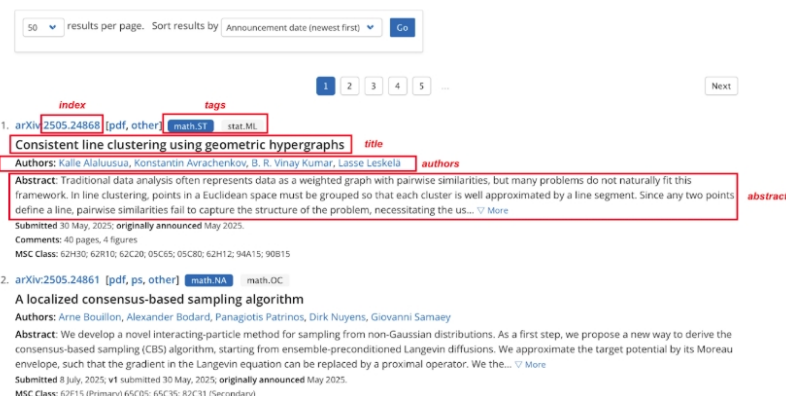 50 results per page. Sort results by Announcement date (newest first) Go
1 2 3 4 5 ... Next
index tags
1. arXiv:2505.24868 [pdf, other] math.ST stat.ML
title
Consistent line clustering using geometric hypergraphs
Authors: Kalle Alaluusua, Konstantin Avrachenkov, B. R. Vinay Kumar, Lasse Leskelä authors
Abstract: Traditional data analysis often represents data as a weighted graph with pairwise similarities, but many problems do not naturally fit this
framework. In line clustering, points in a Euclidean space must be grouped so that each cluster is well approximated by a line segment. Since any two points
abstract
define a line, pairwise similarities fail to capture the structure of the problem, necessitating the us... ▽ More
Submitted 30 May, 2025; originally announced May 2025.
Comments: 40 pages, 4 figures
MSC Class: 62H30; 62R10; 62C20; 05C65; 05C80; 62H12; 94A15; 90B15
2. arXiv:2505.24861 [pdf, ps, other] math.NA math.OC
A localized consensus-based sampling algorithm
Authors: Arne Bouillon, Alexander Bodard, Panagiotis Patrinos, Dirk Nuyens, Giovanni Samaey
Abstract: We develop a novel interacting-particle method for sampling from non-Gaussian distributions. As a first step, we propose a new way to derive the
consensus-based sampling (CBS) algorithm, starting from ensemble-preconditioned Langevin diffusions. We approximate the target potential by its Moreau
envelope, such that the gradient in the Langevin equation can be replaced by a proximal operator. We the... ▽ More
Submitted 8 July, 2025; v1 submitted 30 May, 2025; originally announced May 2025.
MSC Class: 62F15 (Primary) 65C05; 65C35; 82C31 (Secondary)